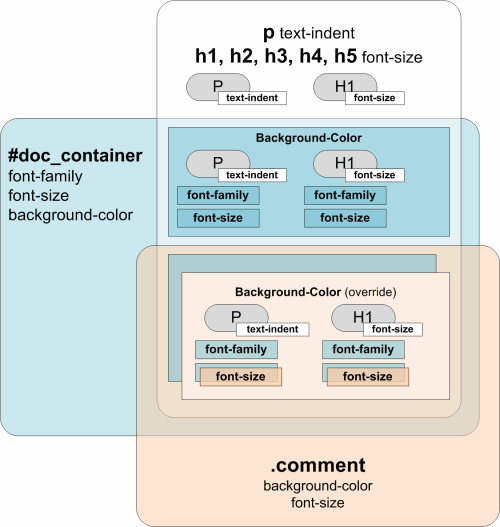 p text-indent
h1, h2, h3, h4, h5 font-size
P
text-indent
H1
font-size
#doc_container
font-family
font-size
background-color
Background-Color
P
text-indent
H1
font-size
font-family
font-family
font-size
font-size
Background-Color (override)
P
text-indent
H1
font-size
font-family
font-family
font-size
font-size
.comment
background-color
font-size